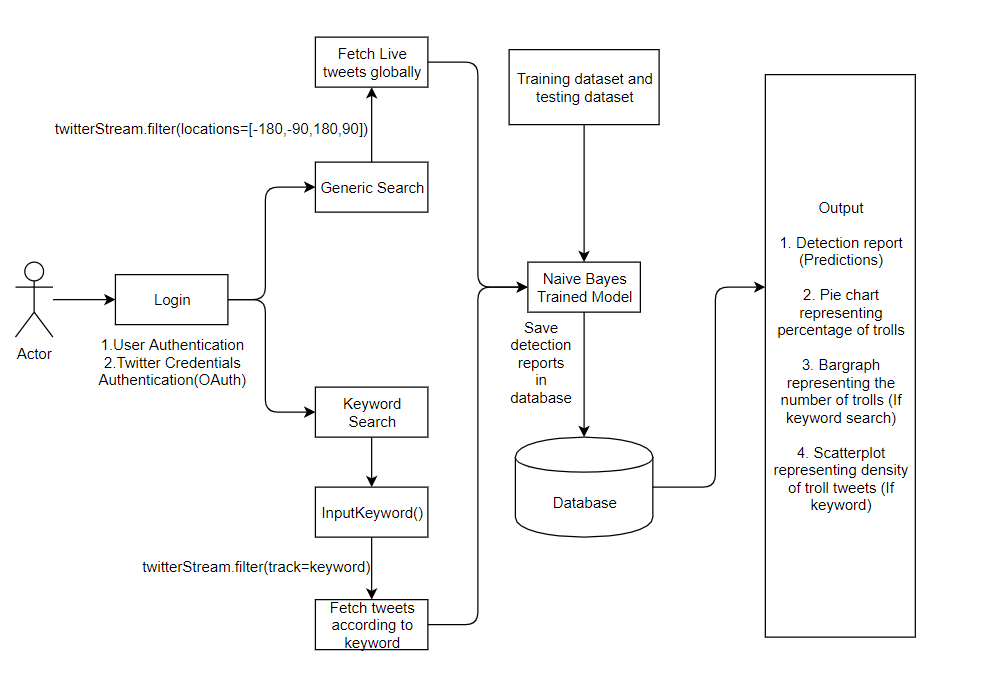 Fetch Live
tweets globally
Training dataset and
testing dataset
twitterStream.filter(locations=[-180,-90,180,90])
Generic Search
Actor
Login
1.User Authentication
2.Twitter Credentials
Authentication(OAuth)
Keyword
Search
InputKeyword()
twitterStream.filter(track=keyword)
Fetch tweets
according to
keyword
Naive Bayes
Trained Model
Save
detection
reports
in
database
Database
Output
1. Detection report
(Predictions)
2. Pie chart
representing
percentage of trolls
3. Bargraph
representing the
number of trolls (If
keyword search)
4. Scatterplot
representing density
of troll tweets (If
keyword)